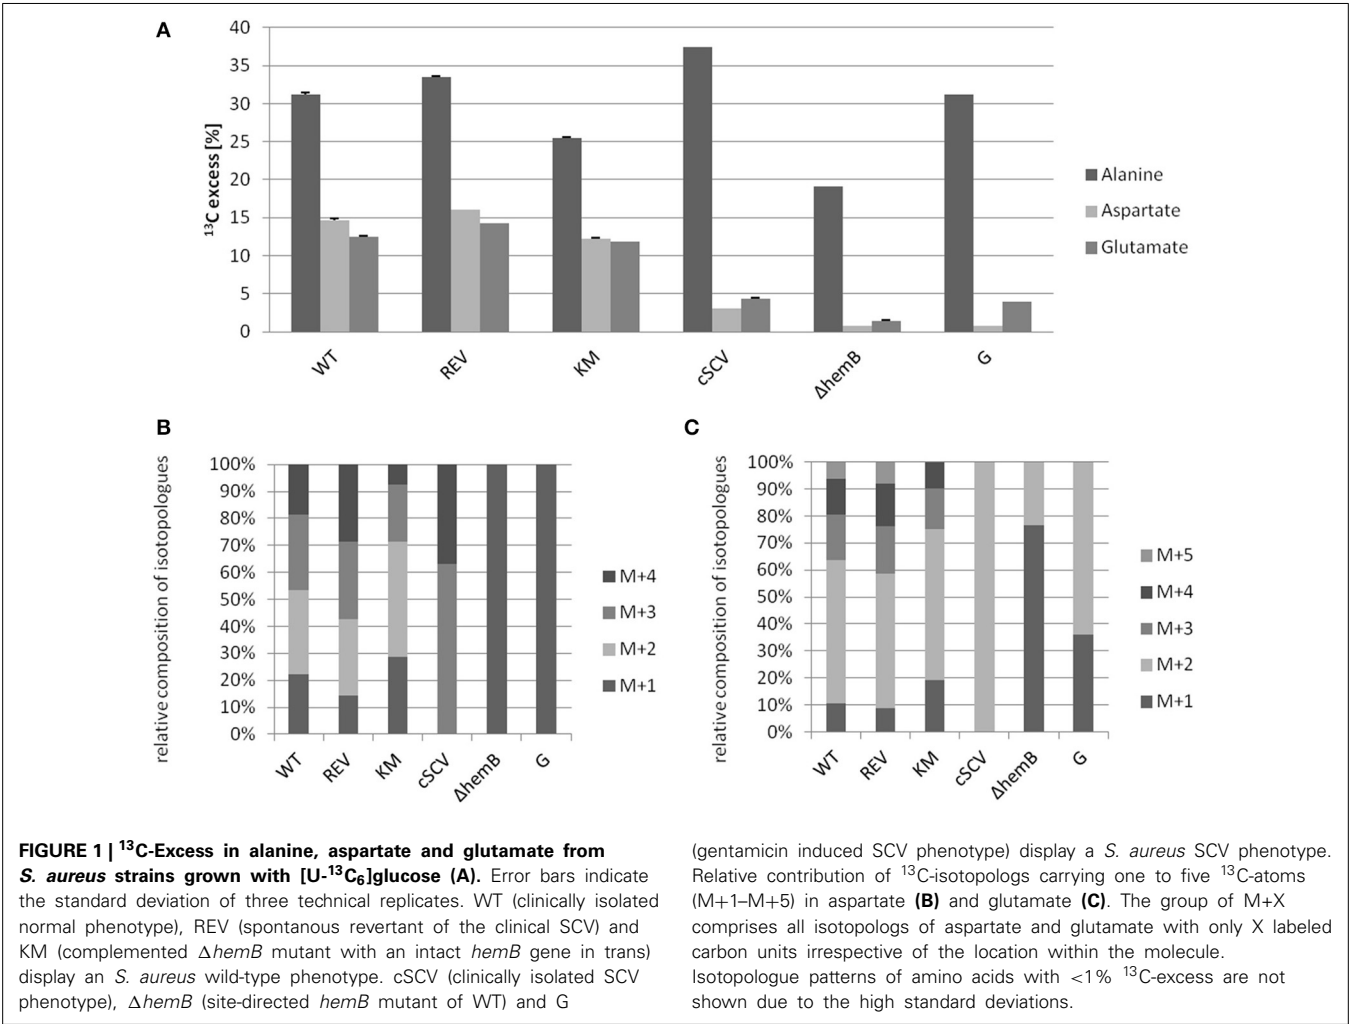 A
40
35
30
25
20
15
10
5
0
13C excess [%]
Alanine
Aspartate
Glutamate
WT
REV
KM
cSCV
ΔhemB
G
B
relative composition of isotopologues
100%
90%
80%
70%
60%
50%
40%
30%
20%
10%
0%
M+4
M+3
M+2
M+1
WT
REV
KM
cSCV
ΔhemB
G
C
relative composition of isotopologues
100%
90%
80%
70%
60%
50%
40%
30%
20%
10%
0%
M+5
M+4
M+3
M+2
M+1
WT
REV
KM
cSCV
ΔhemB
G
FIGURE 1 | 13C-Excess in alanine, aspartate and glutamate from
S. aureus strains grown with [U-13C6]glucose (A). Error bars indicate
the standard deviation of three technical replicates. WT (clinically isolated
normal phenotype), REV (spontanous revertant of the clinical SCV) and
KM (complemented ΔhemB mutant with an intact hemB gene in trans)
display an S. aureus wild-type phenotype. cSCV (clinically isolated SCV
phenotype), ΔhemB (site-directed hemB mutant of WT) and G
(gentamicin induced SCV phenotype) display a S. aureus SCV phenotype.
Relative contribution of 13C-isotopologs carrying one to five 13C-atoms
(M+1–M+5) in aspartate (B) and glutamate (C). The group of M+X
comprises all isotopologs of aspartate and glutamate with only X labeled
carbon units irrespective of the location within the molecule.
Isotopologue patterns of amino acids with <1% 13C-excess are not
shown due to the high standard deviations.